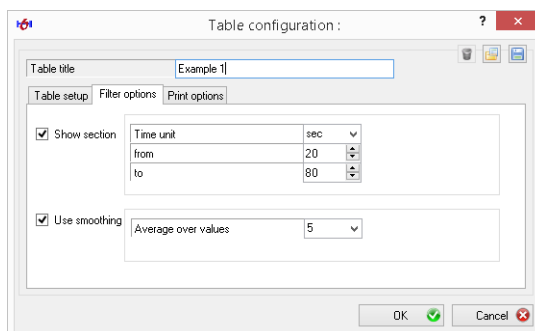 Table configuration : ? ×
Table title Example 1
Table setup Filter options Print options
Show section Time unit sec
from 20
to 80
Use smoothing Average over values 5
OK Cancel